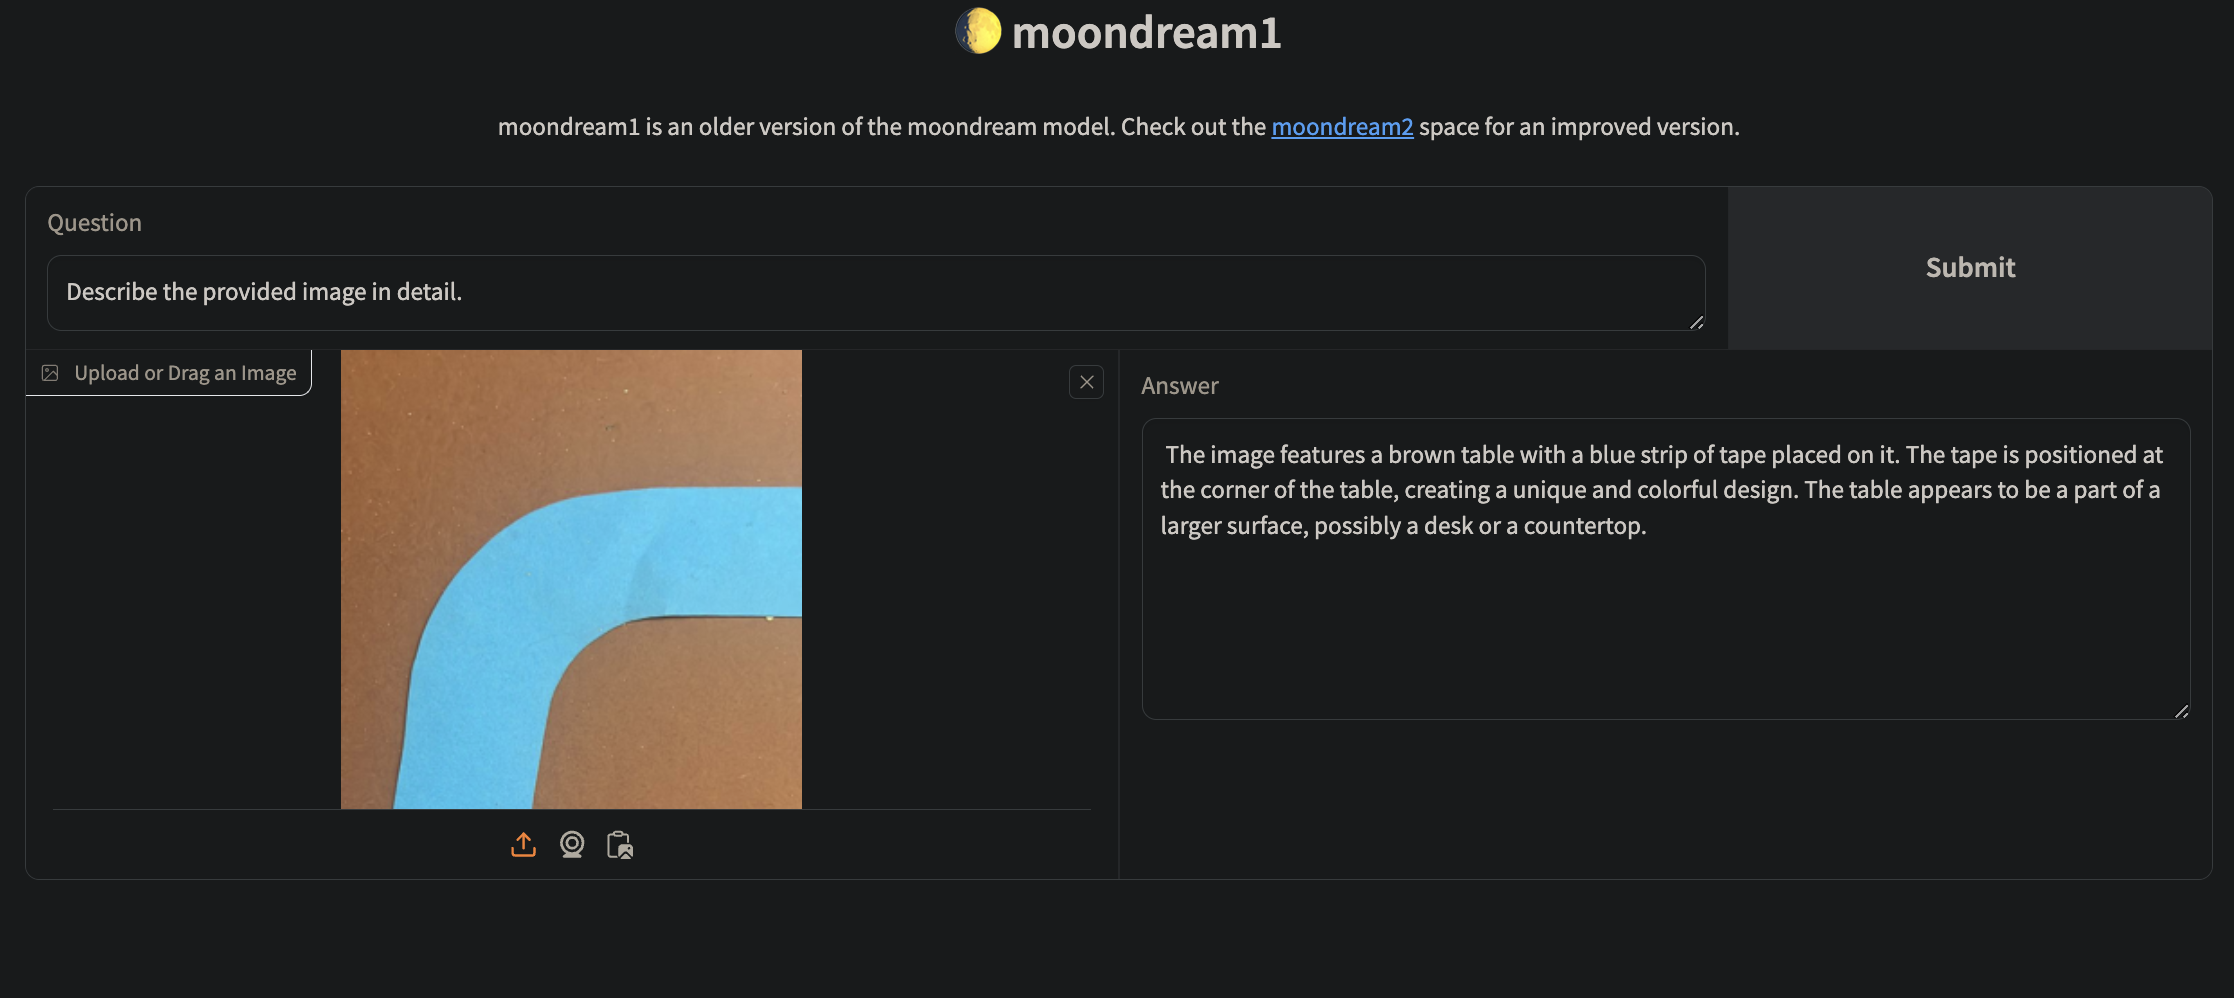 moondream1
moondream1 is an older version of the moondream model. Check out the moondream2 space for an improved version.
Question
Submit
Describe the provided image in detail.
Upload or Drag an Image
Answer
The image features a brown table with a blue strip of tape placed on it. The tape is positioned at
the corner of the table, creating a unique and colorful design. The table appears to be a part of a
larger surface, possibly a desk or a countertop.